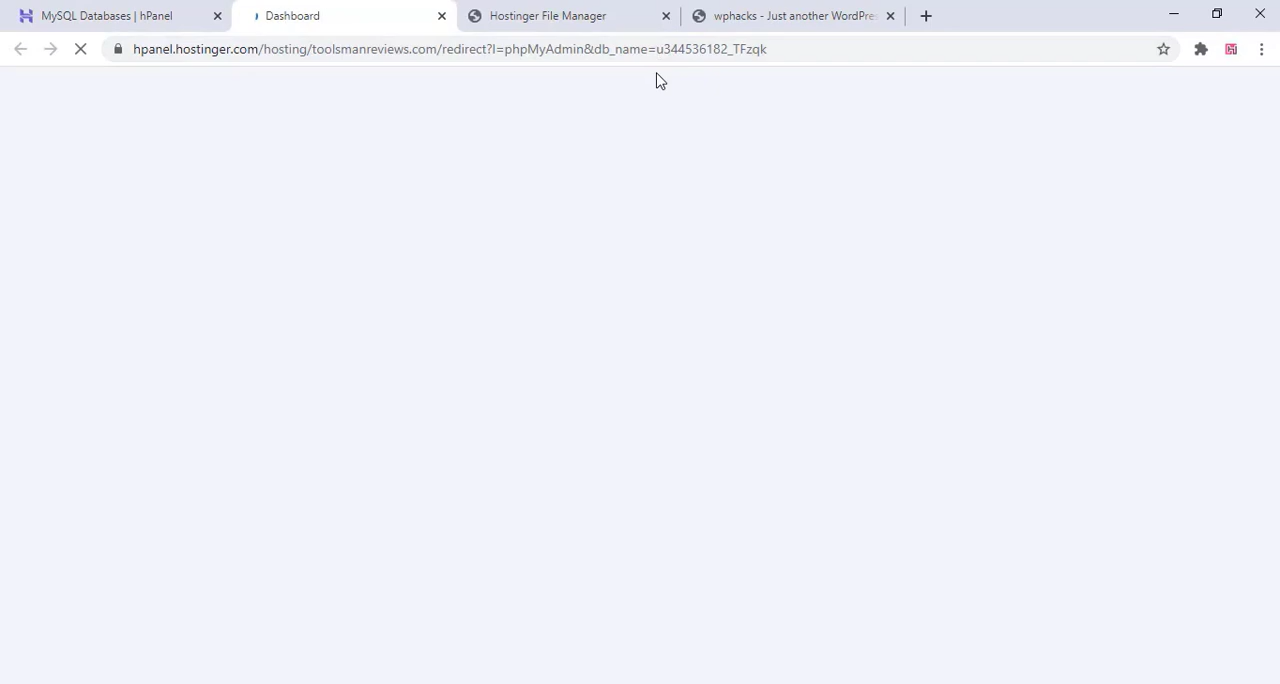 MySQL Databases | hPanel
Dashboard
Hostinger File Manager
wphacks - Just another WordPres
hpanel.hostinger.com/hosting/toolsmanreviews.com/redirect?l=phpMyAdmin&db_name=u344536182_TFzqk